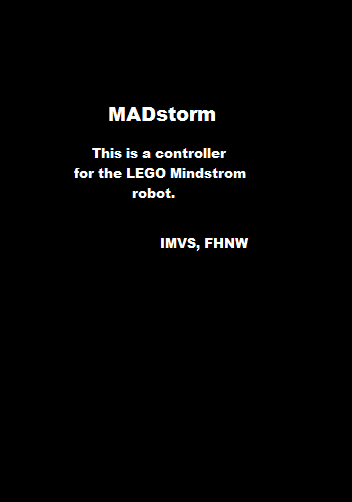 MADstorm
This is a controller
for the LEGO Mindstrom
robot.
IMVS, FHNW